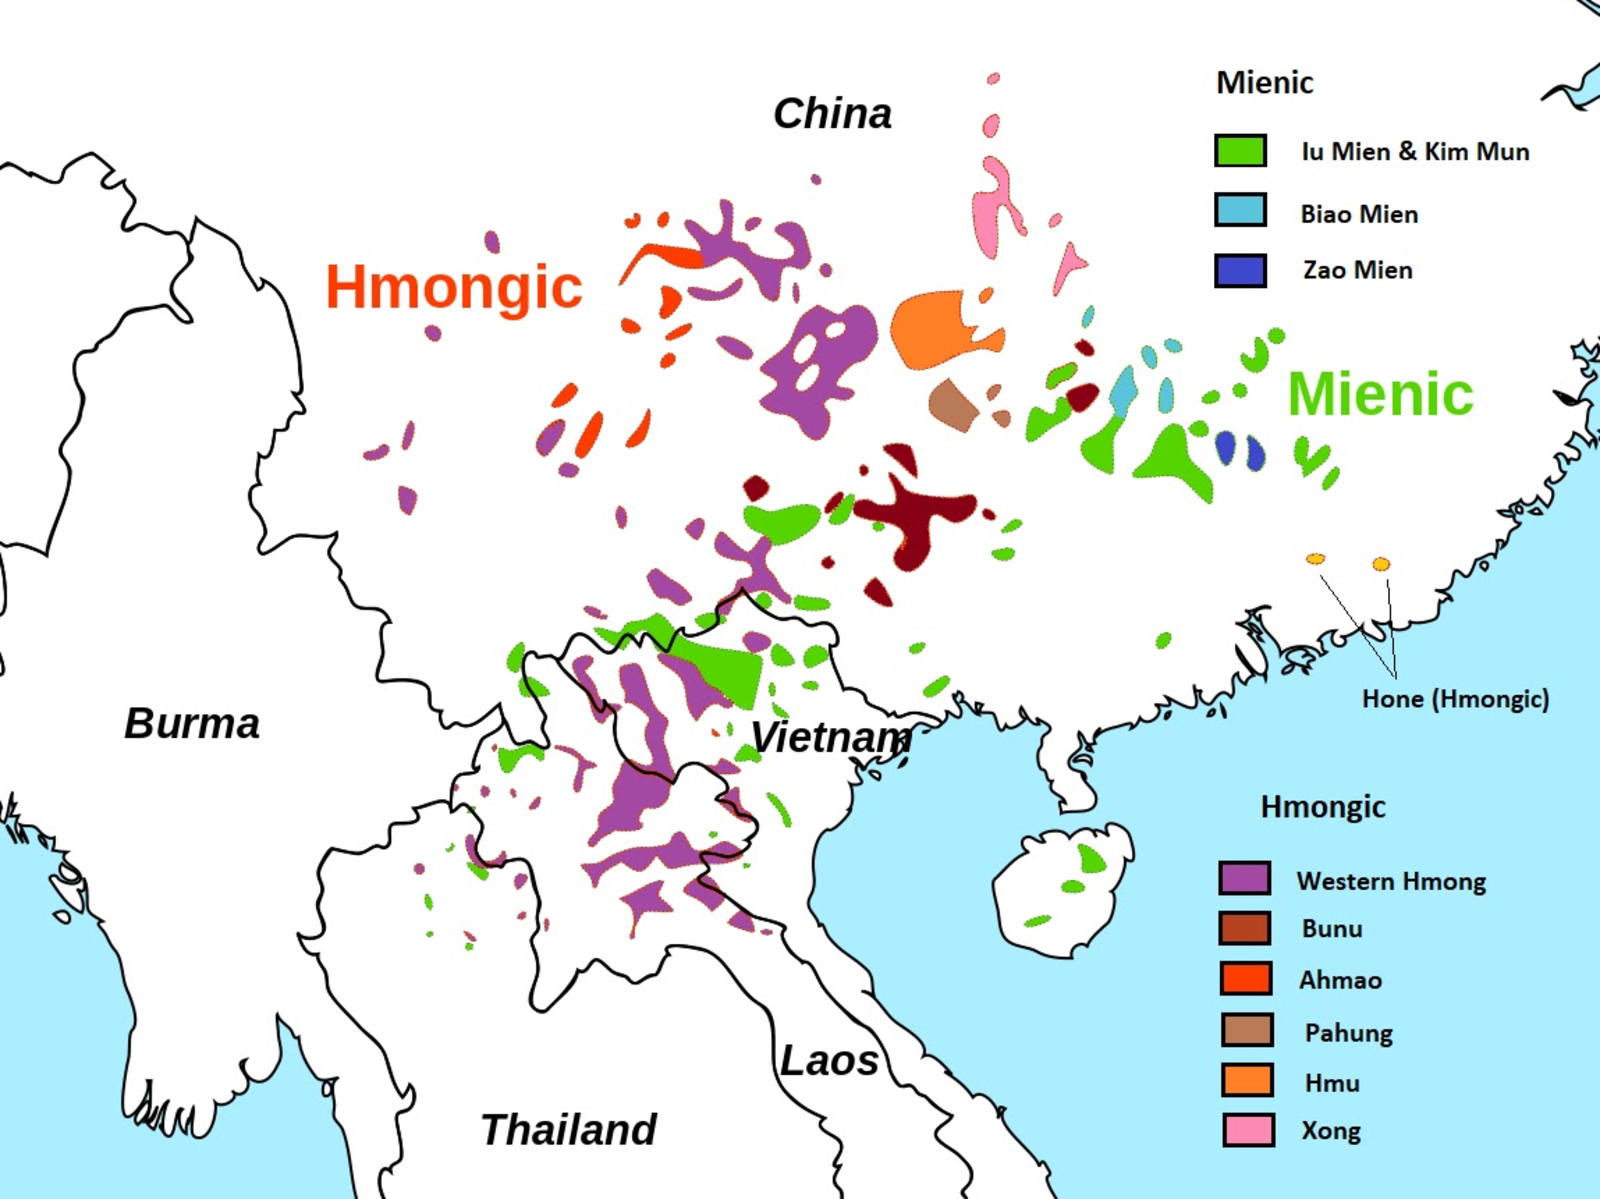 China
Mienic
Iu Mien & Kim Mun
Biao Mien
Zao Mien
Hmongic
Mienic
Burma
Vietnam
Hone (Hmongic)
Hmongic
Western Hmong
Bunu
Ahmao
Pahung
Hmu
Xong
Laos
Thailand